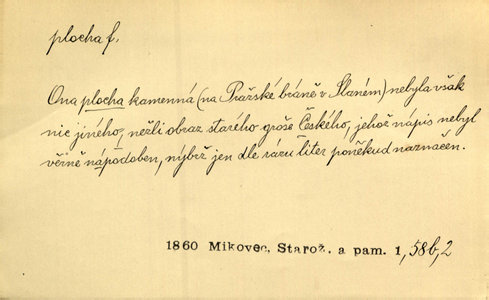 plocha f.
Ona plocha kamenná (na Pražské bráně v Slaném) nebyla však
nic jiného, nežli obraz starého groše Českého, jehož nápis nebyl
věrně nápodoben, nýbrž jen dle rázu liter poněkud naznačen.
1860 Mikovec, Starož. a pam. 1, 58b, 2